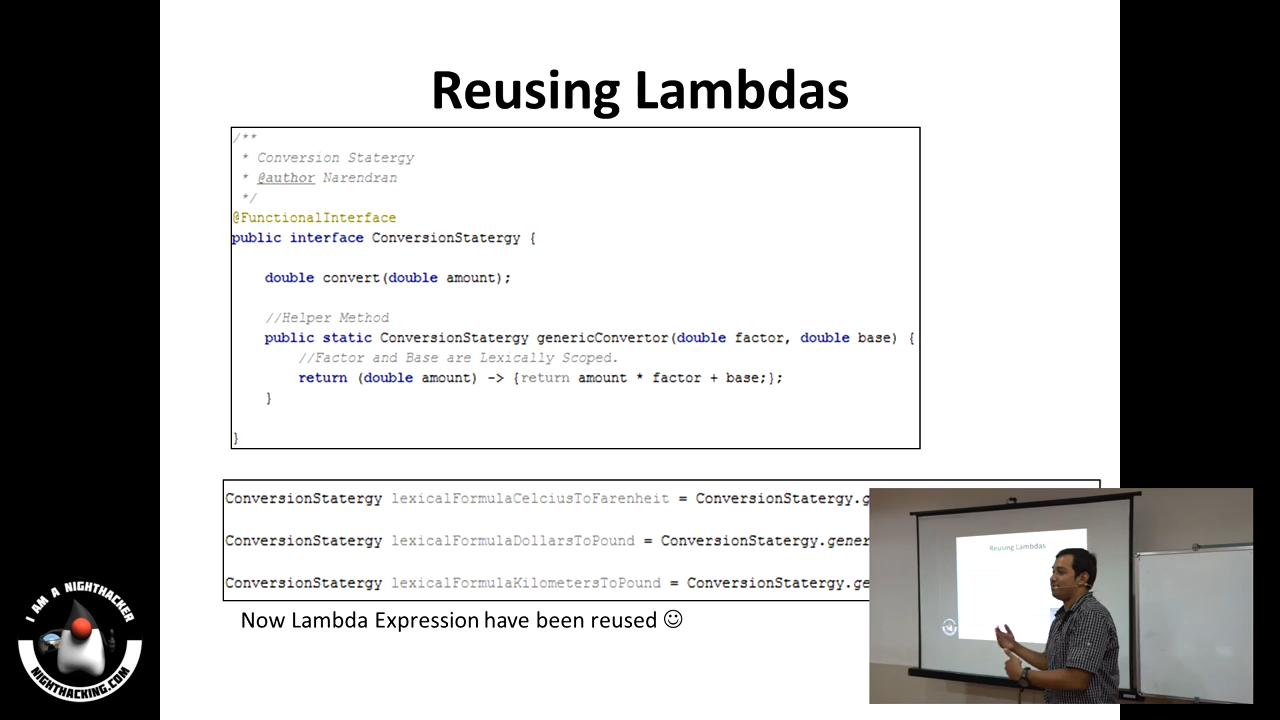 Reusing Lambdas
/**
 * Conversion Statergy
 * @author Narendran
 */
@FunctionalInterface
public interface ConversionStatergy {
double convert(double amount);
//Helper Method
public static ConversionStatergy genericConvertor(double factor, double base) {
//Factor and Base are Lexically Scoped.
return (double amount) -> {return amount * factor + base;};
}
}
ConversionStatergy lexicalFormulaCelciusToFarenheit = ConversionStatergy.g
ConversionStatergy lexicalFormulaDollarsToPound = ConversionStatergy.gener
ConversionStatergy lexicalFormulaKilometersToPound = ConversionStatergy.ge
Now Lambda Expression have been reused ☺
Reusing Lambdas
I AM A NIGHTHACKER
NIGHTHACKING.COM